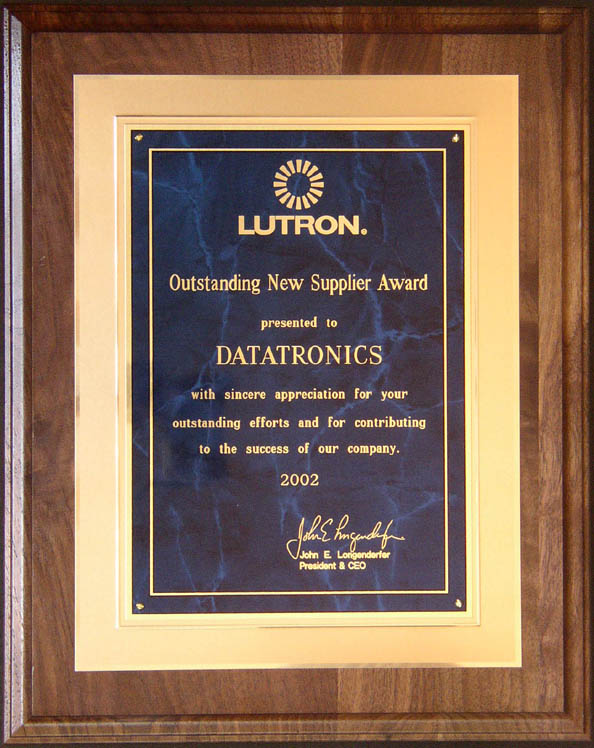 LUTRON®
Outstanding New Supplier Award
presented to
DATATRONICS
with sincere appreciation for your
outstanding efforts and for contributing
to the success of our company.
2002
John E. Longenderfer
John E. Longenderfer
President & CEO